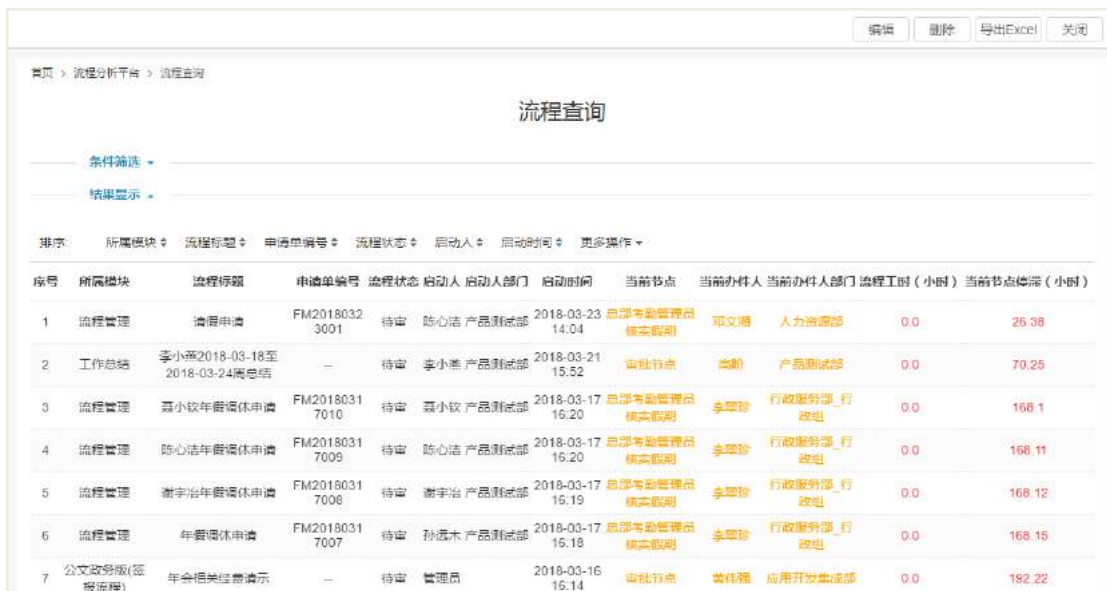 编辑 删除 导出Excel 关闭
首页 > 流程分析平台 > 流程查询
流程查询
条件筛选
结果显示
排序: 所属模块 流程标题 申请单编号 流程状态 启动人 启动时间 更多操作
序号 所属模块 流程标题 申请单编号 流程状态 启动人 启动人部门 启动时间 当前节点 当前办件人 当前办件人部门 流程工时（小时） 当前节点停滞（小时）
1 流程管理 请假申请 FM2018032 待审 陈心洁 产品测试部 2018-03-23 总部考勤管理员 人力资源部 0.0 26.38
3001 14:04 核实假期
2 工作总结 李小燕2018-03-18至 -- 待审 李小燕 产品测试部 2018-03-21 审批节点 产品测试部 0.0 70.25
2018-03-24周总结 15:52
3 流程管理 聂小钦年假调休申请 FM2018031 待审 聂小钦 产品测试部 2018-03-17 总部考勤管理员 李翠珍 行政服务部_行 0.0 168.1
7010 16:20 核实假期 政组
4 流程管理 陈心洁年假调休申请 FM2018031 待审 陈心洁 产品测试部 2018-03-17 总部考勤管理员 李翠珍 行政服务部_行 0.0 168.11
7009 16:20 核实假期 政组
5 流程管理 谢宇冶年假调休申请 FM2018031 待审 谢宇冶 产品测试部 2018-03-17 总部考勤管理员 李翠珍 行政服务部_行 0.0 168.12
7008 16:19 核实假期 政组
6 流程管理 年假调休申请 FM2018031 待审 孙远木 产品测试部 2018-03-17 总部考勤管理员 李翠珍 行政服务部_行 0.0 168.15
7007 16:18 核实假期 政组
7 公文政务版(签 年会相关经费请示 -- 待审 管理员 2018-03-16 审批节点 黄伟强 应用开发集成部 0.0 192.22
报流程) 16:14